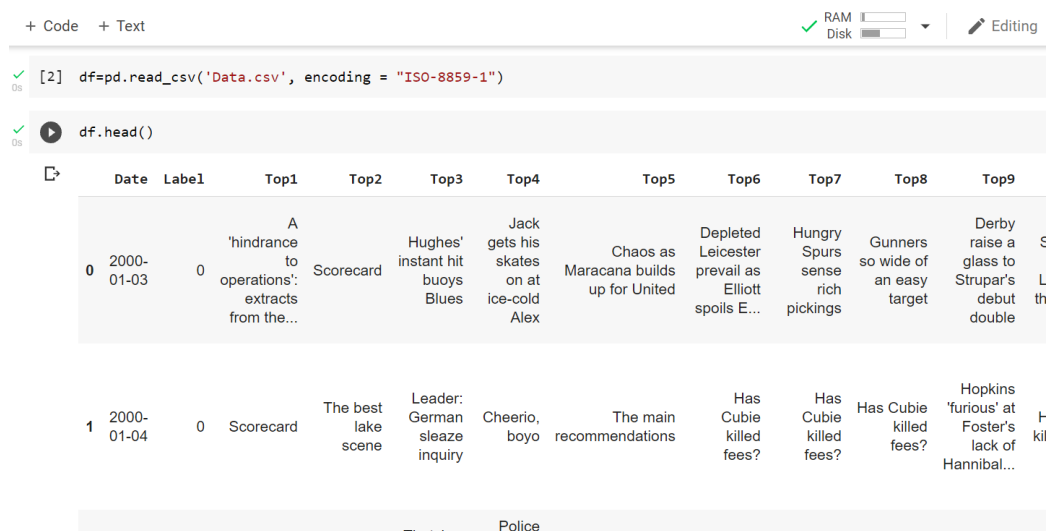 + Code + Text
RAM
Disk
Editing
[2] df=pd.read_csv('Data.csv', encoding = "ISO-8859-1")
0s
df.head()
0s
Date Label Top1 Top2 Top3 Top4 Top5 Top6 Top7 Top8 Top9
0
2000-
01-03
0
A
'hindrance
to
operations':
extracts
from the...
Scorecard
Hughes'
instant hit
buoys
Blues
Jack
gets his
skates
on at
ice-cold
Alex
Chaos as
Maracana builds
up for United
Depleted
Leicester
prevail as
Elliott
spoils E...
Hungry
Spurs
sense
rich
pickings
Gunners
so wide of
an easy
target
Derby
raise a
glass to
Strupar's
debut
double
1
2000-
01-04
0
Scorecard
The best
lake
scene
Leader:
German
sleaze
inquiry
Cheerio,
boyo
The main
recommendations
Has
Cubie
killed
fees?
Has
Cubie
killed
fees?
Has Cubie
killed
fees?
Hopkins
'furious' at
Foster's
lack of
Hannibal...
Police